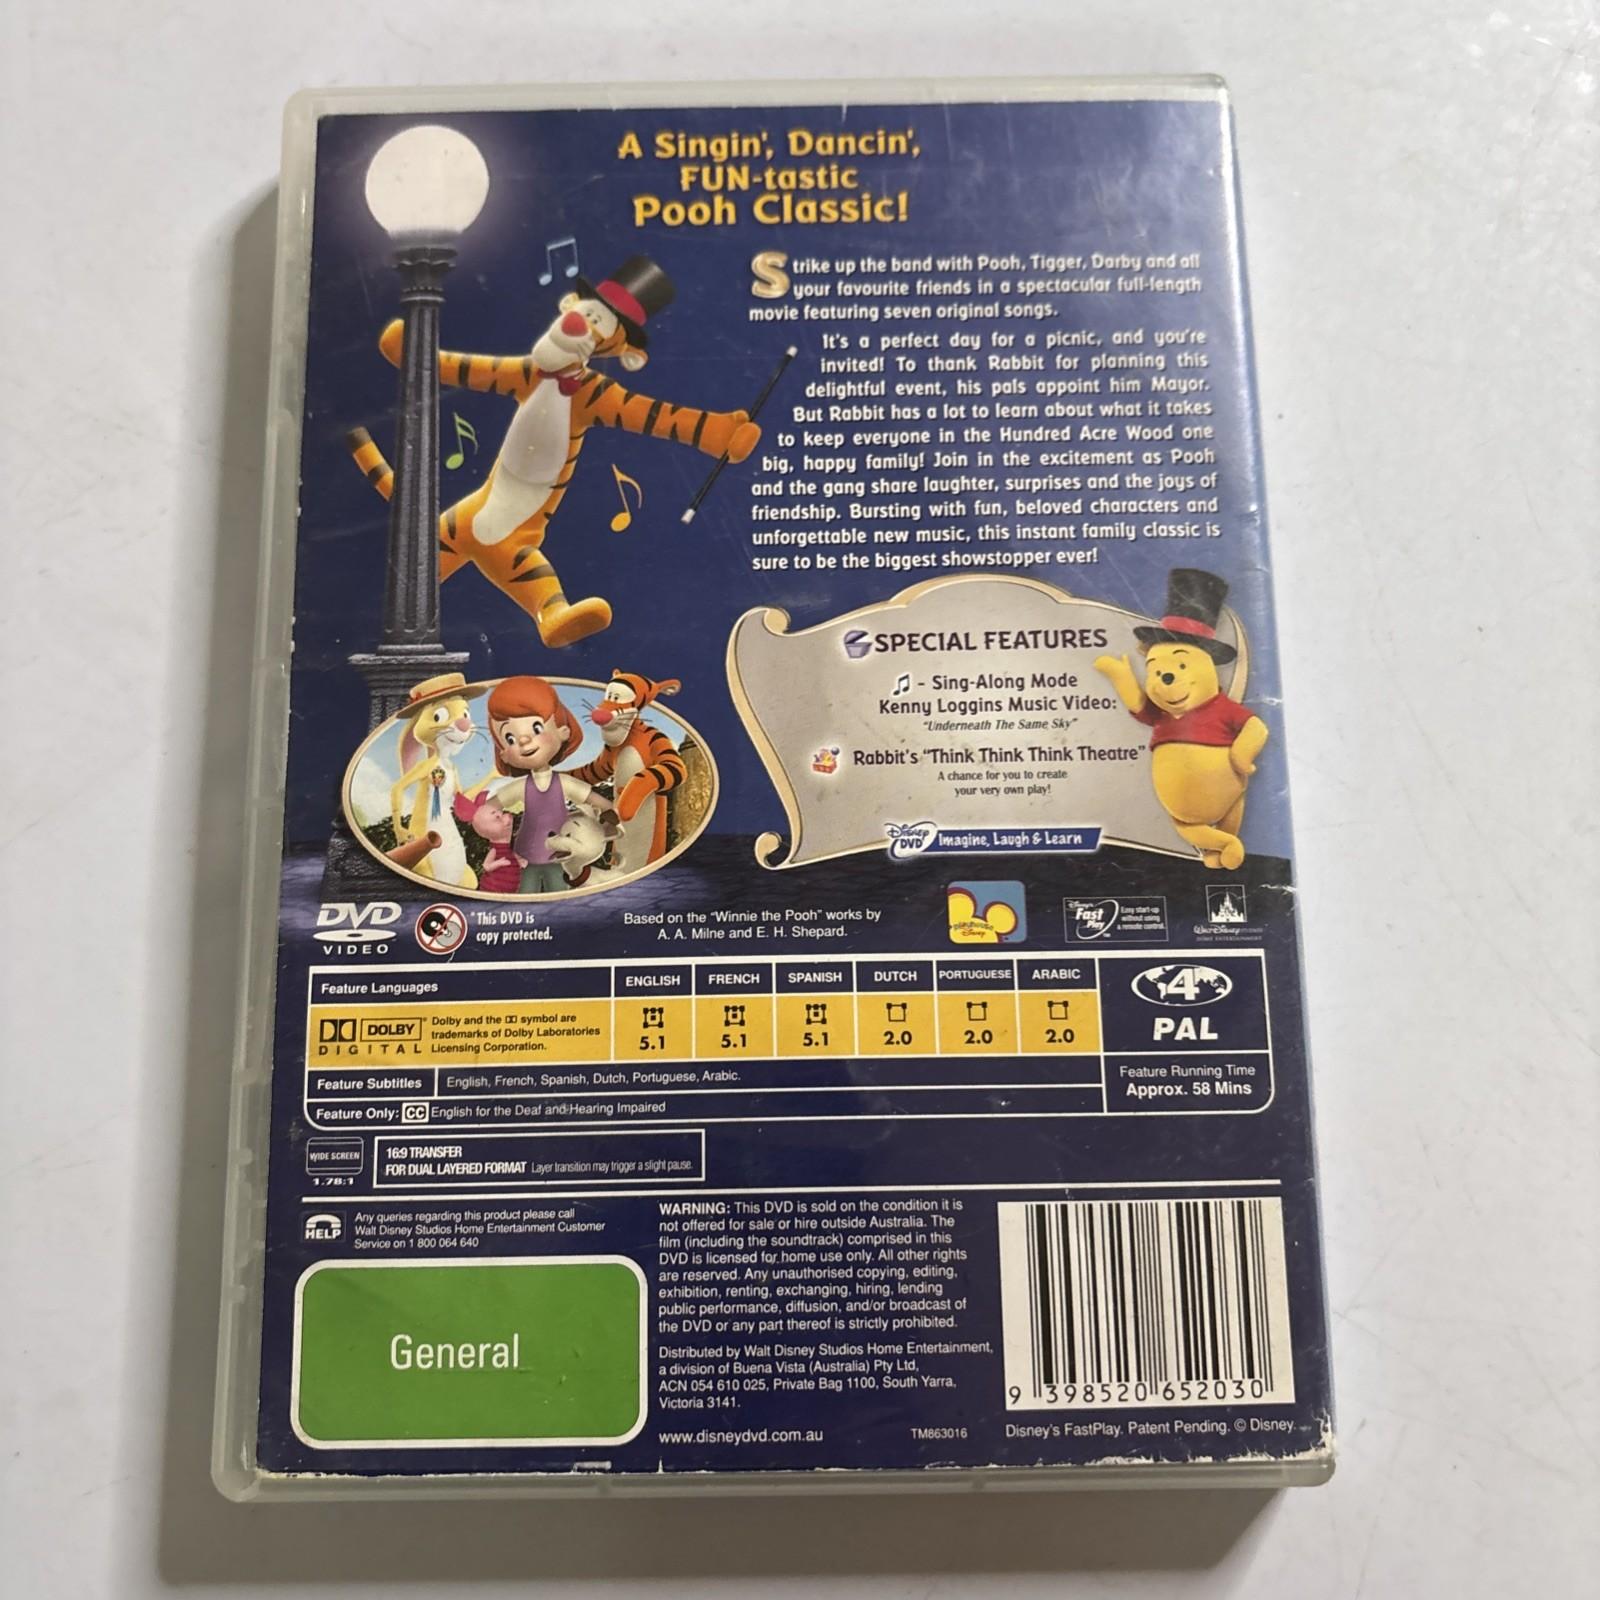 A Singin', Dancin',
FUN-tastic
Pooh Classic!
Strike up the band with Pooh, Tigger, Darby and all
your favourite friends in a spectacular full-length
movie featuring seven original songs.
It's a perfect day for a picnic, and you're
invited! To thank Rabbit for planning this
delightful event, his pals appoint him Mayor.
But Rabbit has a lot to learn about what it takes
to keep everyone in the Hundred Acre Wood one
big, happy family! Join in the excitement as Pooh
and the gang share laughter, surprises and the joys of
friendship. Bursting with fun, beloved characters and
unforgettable new music, this instant family classic is
sure to be the biggest showstopper ever!
SPECIAL FEATURES
♫ - Sing-Along Mode
Kenny Loggins Music Video:
"Underneath The Same Sky"
Rabbit's "Think Think Think Theatre"
A chance for you to create
your very own play!
Disney DVD Imagine, Laugh & Learn
DVD
VIDEO
*This DVD is
copy protected.
Based on the "Winnie the Pooh" works by
A. A. Milne and E. H. Shepard.
playhouse
Disney
Disney's
Fast
Play
Easy start-up
without using
a remote control.
WALT DISNEY STUDIOS
HOME ENTERTAINMENT
Feature Languages
ENGLISH FRENCH SPANISH DUTCH PORTUGUESE ARABIC
DOLBY
DIGITAL
Dolby and the DD symbol are
trademarks of Dolby Laboratories
Licensing Corporation.
5.1 5.1 5.1 2.0 2.0 2.0
4
PAL
Feature Subtitles English, French, Spanish, Dutch, Portuguese, Arabic.
Feature Only: CC English for the Deaf and Hearing Impaired
Feature Running Time
Approx. 58 Mins
WIDE SCREEN
1.78:1
16:9 TRANSFER
FOR DUAL LAYERED FORMAT Layer transition may trigger a slight pause.
HELP
Any queries regarding this product please call
Walt Disney Studios Home Entertainment Customer
Service on 1 800 064 640
General
WARNING: This DVD is sold on the condition it is
not offered for sale or hire outside Australia. The
film (including the soundtrack) comprised in this
DVD is licensed for home use only. All other rights
are reserved. Any unauthorised copying, editing,
exhibition, renting, exchanging, hiring, lending
public performance, diffusion, and/or broadcast of
the DVD or any part thereof is strictly prohibited.
Distributed by Walt Disney Studios Home Entertainment,
a division of Buena Vista (Australia) Pty Ltd,
ACN 054 610 025, Private Bag 1100, South Yarra,
Victoria 3141.
www.disneydvd.com.au
TM863016
9 398520 652030
Disney's FastPlay. Patent Pending. © Disney.